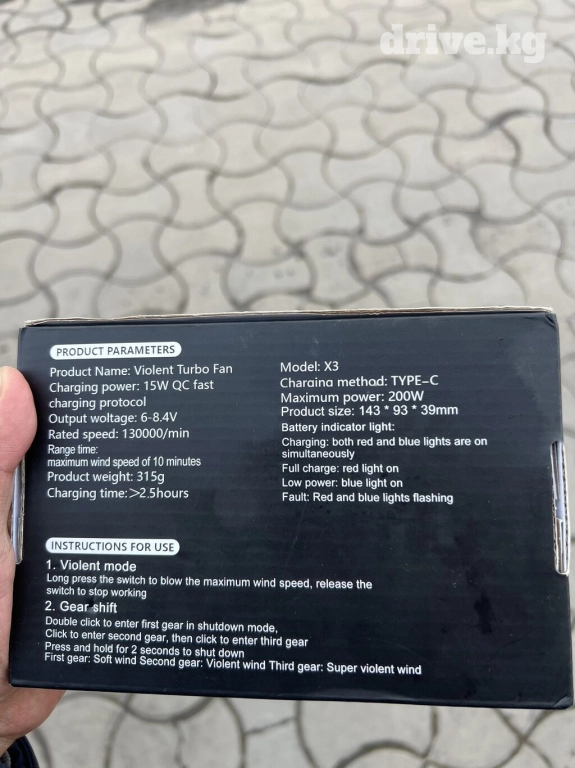 drive.kg
PRODUCT PARAMETERS
Product Name: Violent Turbo Fan
Charging power: 15W QC fast
charging protocol
Output woltage: 6-8.4V
Rated speed: 130000/min
Range time:
maximum wind speed of 10 minutes
Product weight: 315g
Charging time:>2.5hours
Model: X3
Charging method: TYPE-C
Maximum power: 200W
Product size: 143 * 93 * 39mm
Battery indicator light:
Charging: both red and blue lights are on
simultaneously
Full charge: red light on
Low power: blue light on
Fault: Red and blue lights flashing
INSTRUCTIONS FOR USE
1. Violent mode
Long press the switch to blow the maximum wind speed, release the
switch to stop working
2. Gear shift
Double click to enter first gear in shutdown mode,
Click to enter second gear, then click to enter third gear
Press and hold for 2 seconds to shut down
First gear: Soft wind Second gear: Violent wind Third gear: Super violent wind